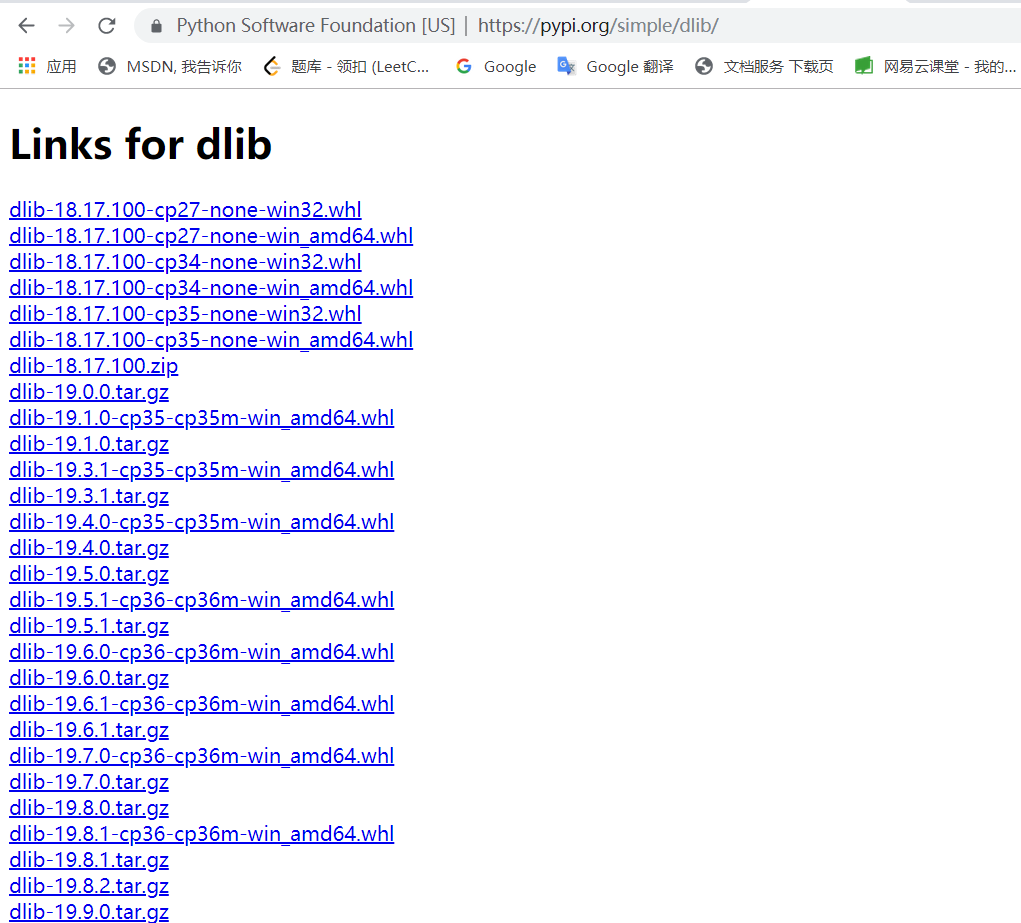 Python Software Foundation [US] | https://pypi.org/simple/dlib/
应用 MSDN, 我告诉你 题库 - 领扣 (LeetC... Google Google 翻译 文档服务 下载页 网易云课堂 - 我的...
Links for dlib
dlib-18.17.100-cp27-none-win32.whl
dlib-18.17.100-cp27-none-win_amd64.whl
dlib-18.17.100-cp34-none-win32.whl
dlib-18.17.100-cp34-none-win_amd64.whl
dlib-18.17.100-cp35-none-win32.whl
dlib-18.17.100-cp35-none-win_amd64.whl
dlib-18.17.100.zip
dlib-19.0.0.tar.gz
dlib-19.1.0-cp35-cp35m-win_amd64.whl
dlib-19.1.0.tar.gz
dlib-19.3.1-cp35-cp35m-win_amd64.whl
dlib-19.3.1.tar.gz
dlib-19.4.0-cp35-cp35m-win_amd64.whl
dlib-19.4.0.tar.gz
dlib-19.5.0.tar.gz
dlib-19.5.1-cp36-cp36m-win_amd64.whl
dlib-19.5.1.tar.gz
dlib-19.6.0-cp36-cp36m-win_amd64.whl
dlib-19.6.0.tar.gz
dlib-19.6.1-cp36-cp36m-win_amd64.whl
dlib-19.6.1.tar.gz
dlib-19.7.0-cp36-cp36m-win_amd64.whl
dlib-19.7.0.tar.gz
dlib-19.8.0.tar.gz
dlib-19.8.1-cp36-cp36m-win_amd64.whl
dlib-19.8.1.tar.gz
dlib-19.8.2.tar.gz
dlib-19.9.0.tar.gz